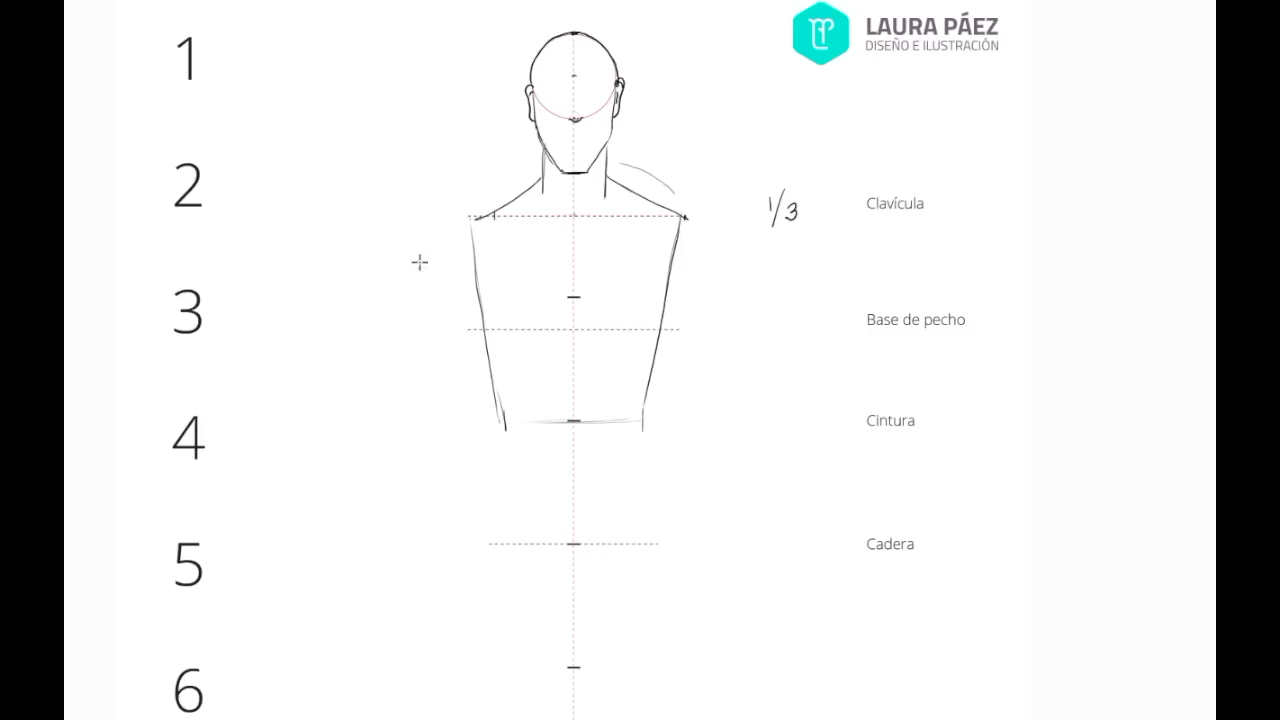 1
LAURA PÁEZ
DISEÑO E ILUSTRACIÓN
2
1/3
Clavícula
3
Base de pecho
4
Cintura
5
Cadera
6